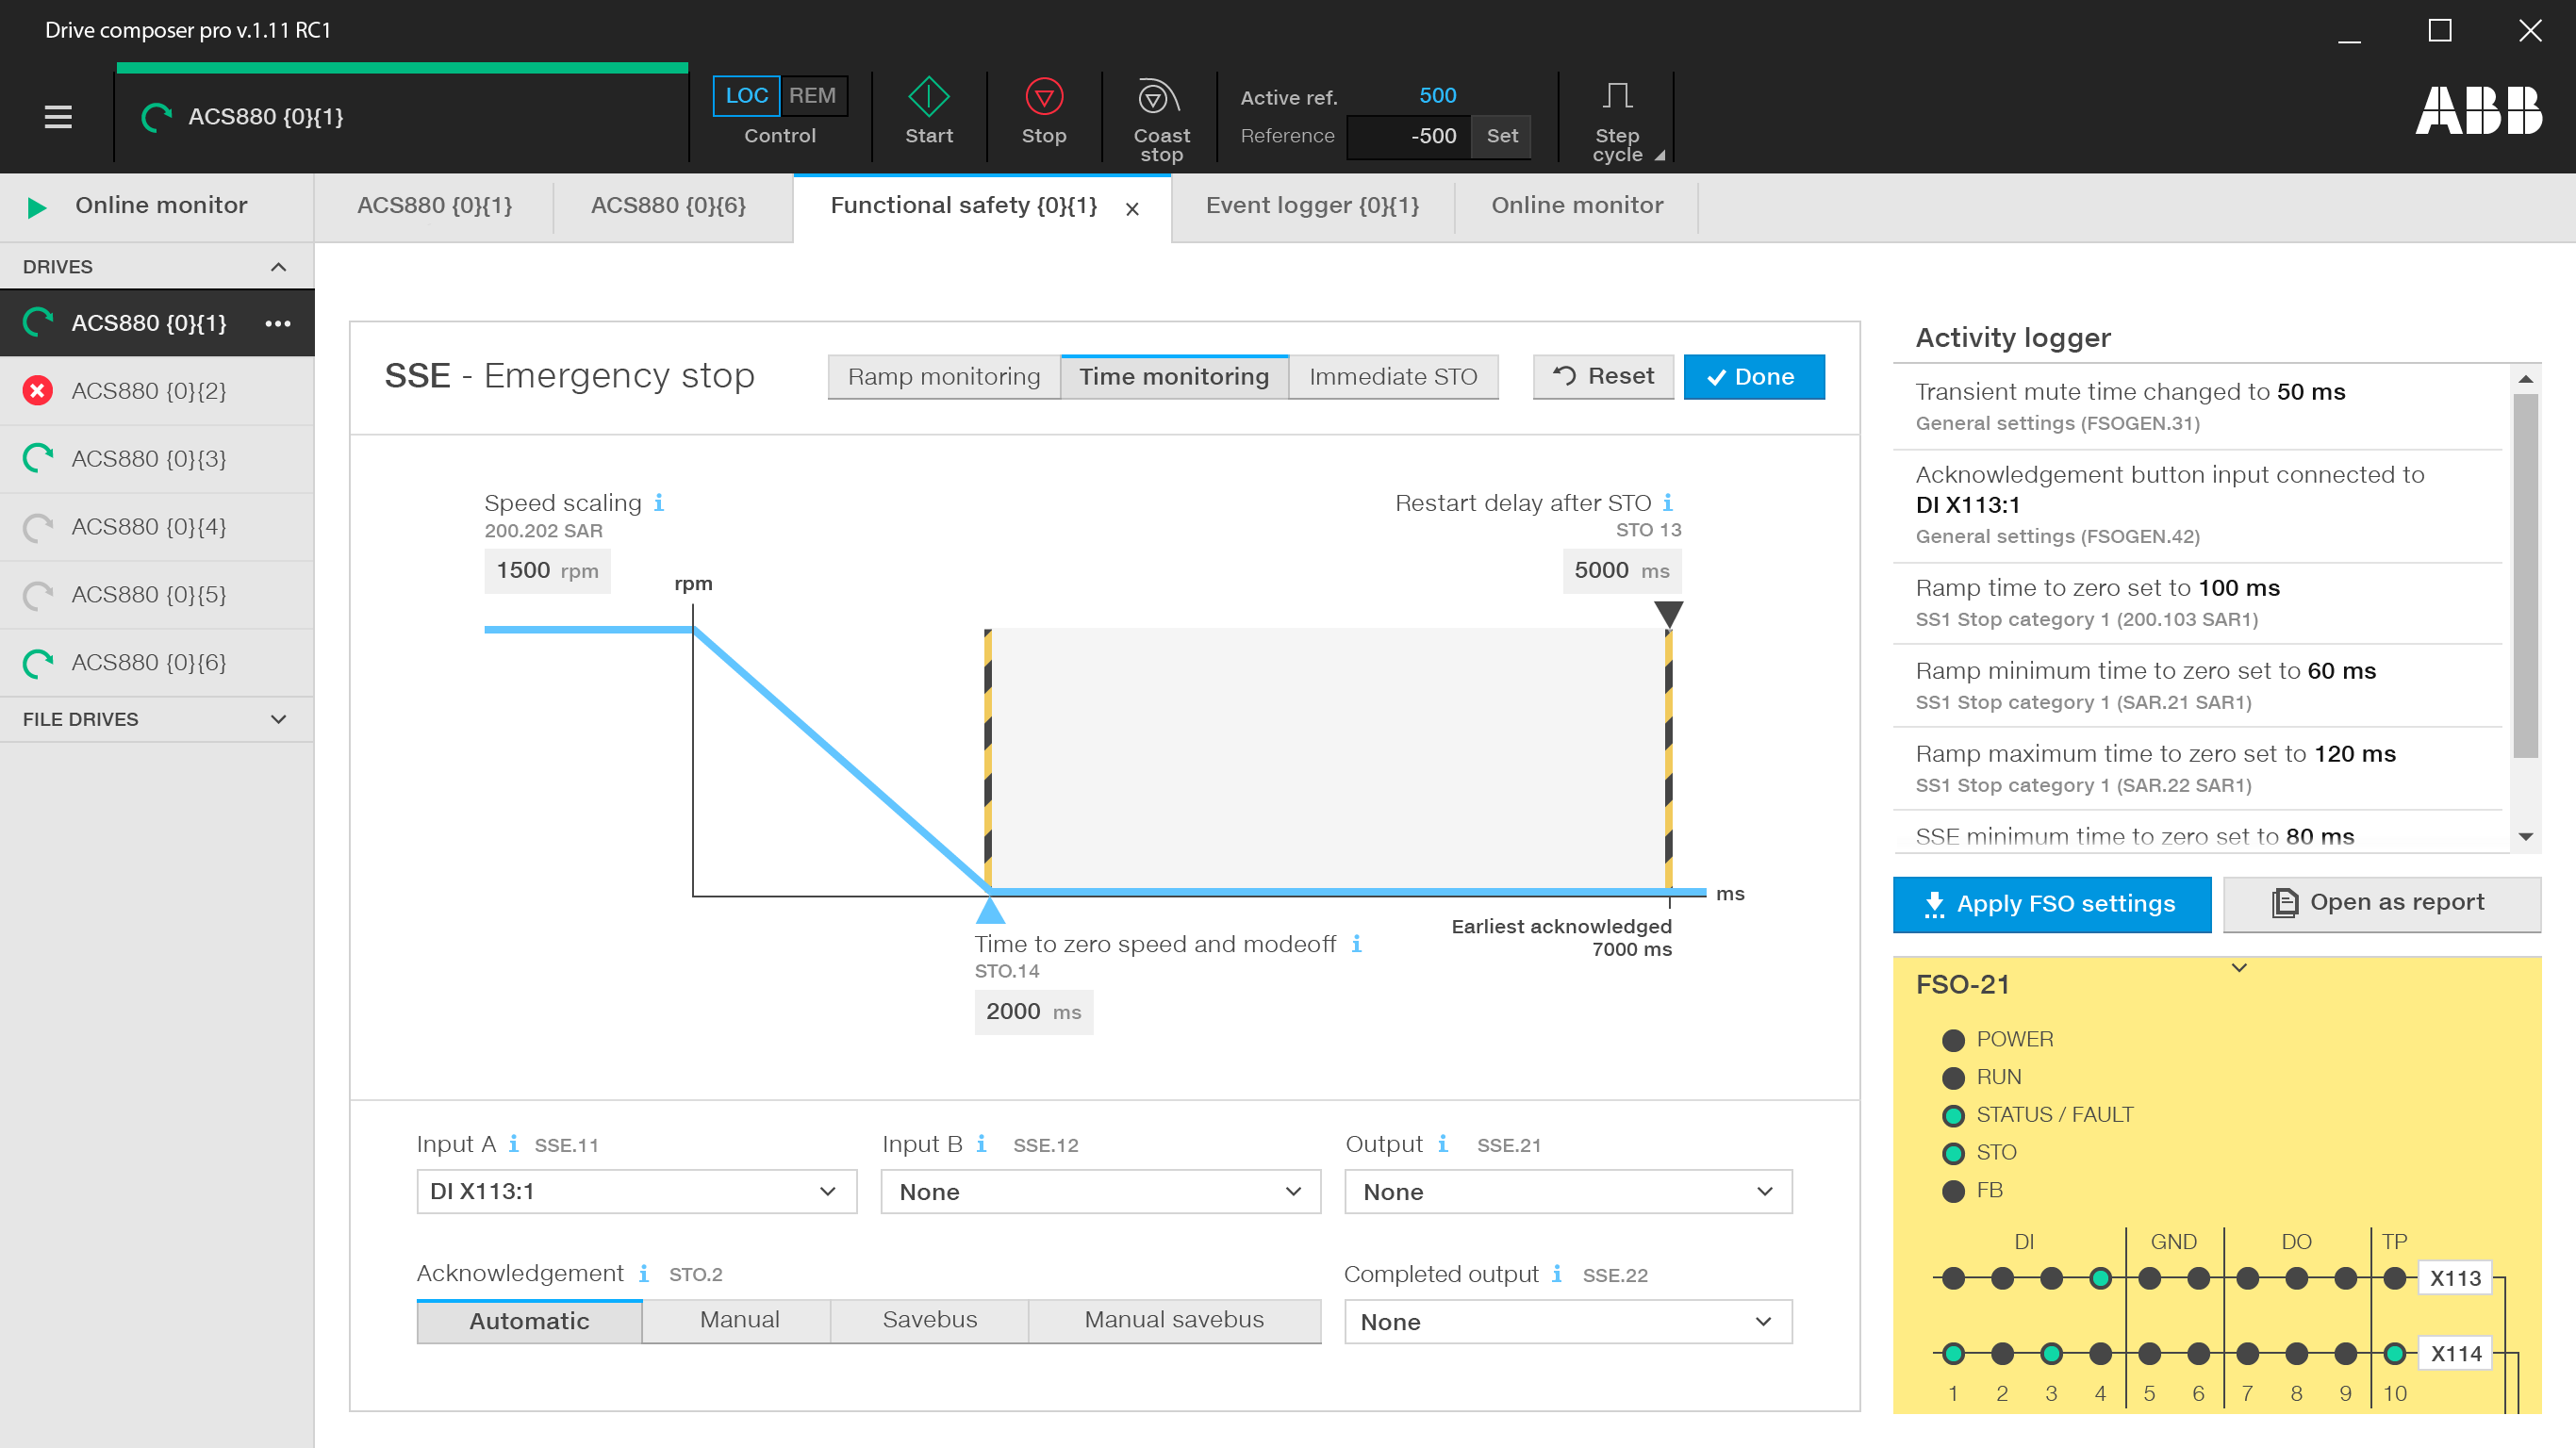 Drive composer pro v.1.11 RC1
ACS880 {0}{1}
LOC REM
Control
Start
Stop
Coast
stop
Active ref. 500
Reference -500 Set
Step
cycle
ABB
Online monitor
ACS880 {0}{1}
ACS880 {0}{6}
Functional safety {0}{1}
Event logger {0}{1}
Online monitor
DRIVES
ACS880 {0}{1}
ACS880 {0}{2}
ACS880 {0}{3}
ACS880 {0}{4}
ACS880 {0}{5}
ACS880 {0}{6}
FILE DRIVES
SSE - Emergency stop
Ramp monitoring
Time monitoring
Immediate STO
Reset
Done
Speed scaling
200.202 SAR
1500 rpm
rpm
Restart delay after STO
STO 13
5000 ms
ms
Earliest acknowledged
7000 ms
Time to zero speed and modeoff
STO.14
2000 ms
Input A SSE.11
DI X113:1
Input B SSE.12
None
Output SSE.21
None
Acknowledgement STO.2
Automatic
Manual
Savebus
Manual savebus
Completed output SSE.22
None
Activity logger
Transient mute time changed to 50 ms
General settings (FSOGEN.31)
Acknowledgement button input connected to
DI X113:1
General settings (FSOGEN.42)
Ramp time to zero set to 100 ms
SS1 Stop category 1 (200.103 SAR1)
Ramp minimum time to zero set to 60 ms
SS1 Stop category 1 (SAR.21 SAR1)
Ramp maximum time to zero set to 120 ms
SS1 Stop category 1 (SAR.22 SAR1)
SSE minimum time to zero set to 80 ms
Apply FSO settings
Open as report
FSO-21
POWER
RUN
STATUS / FAULT
STO
FB
DI GND DO TP
X113
X114
1 2 3 4 5 6 7 8 9 10